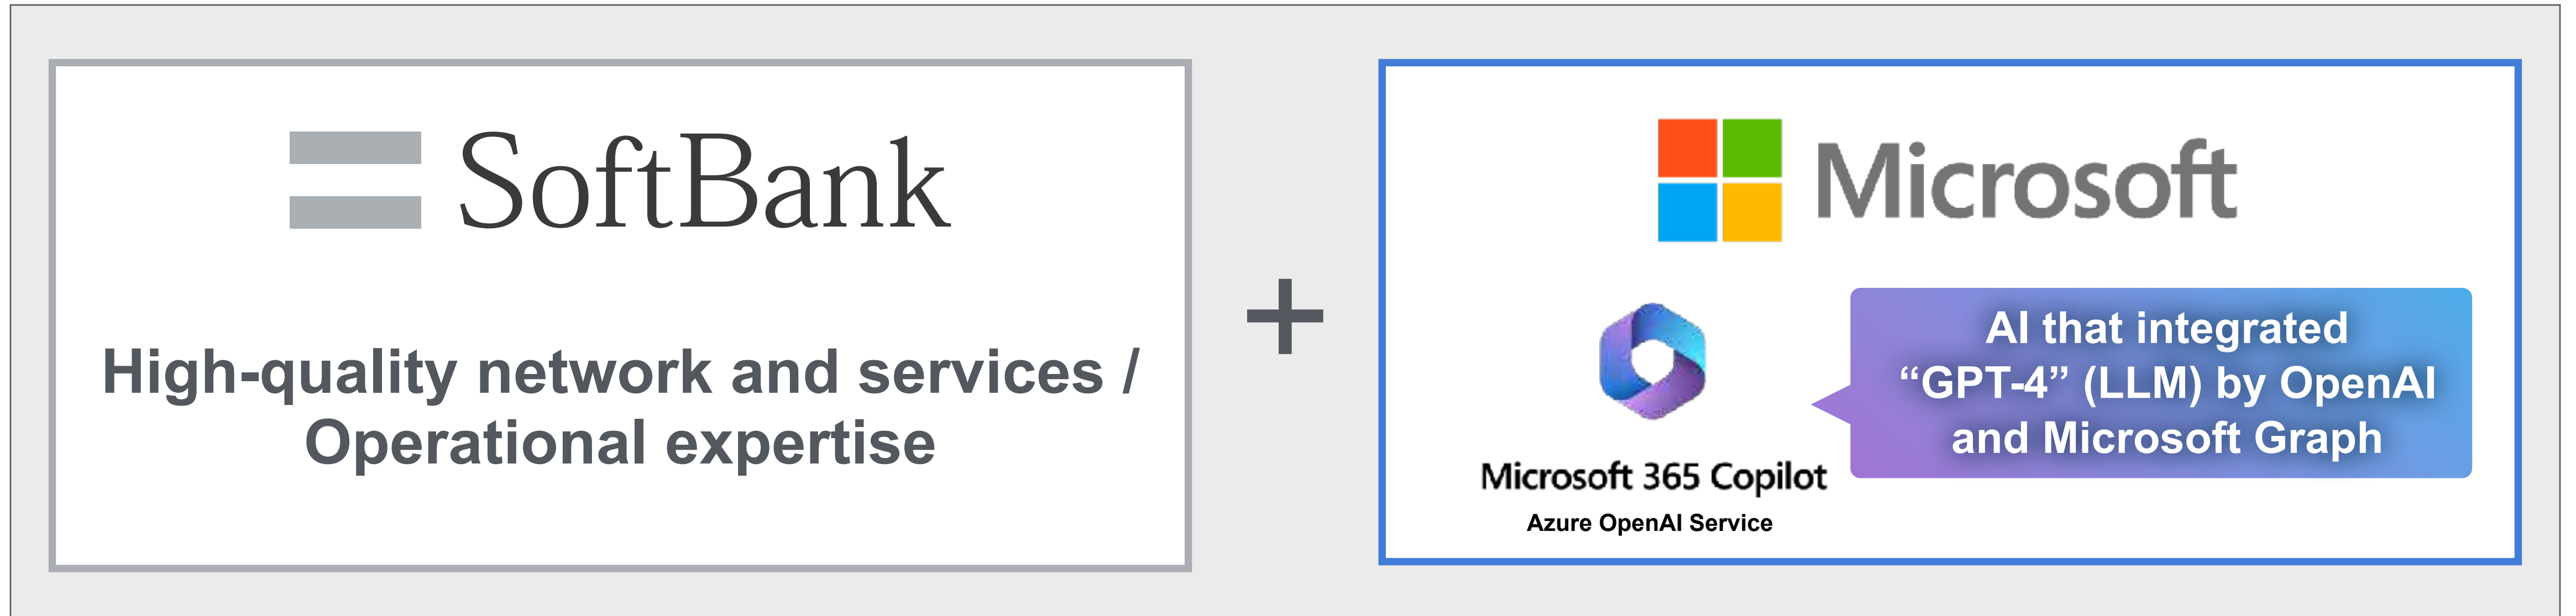 SoftBank
High-quality network and services /
Operational expertise
+
Microsoft
Microsoft 365 Copilot
Azure OpenAI Service
AI that integrated
“GPT-4” (LLM) by OpenAI
and Microsoft Graph